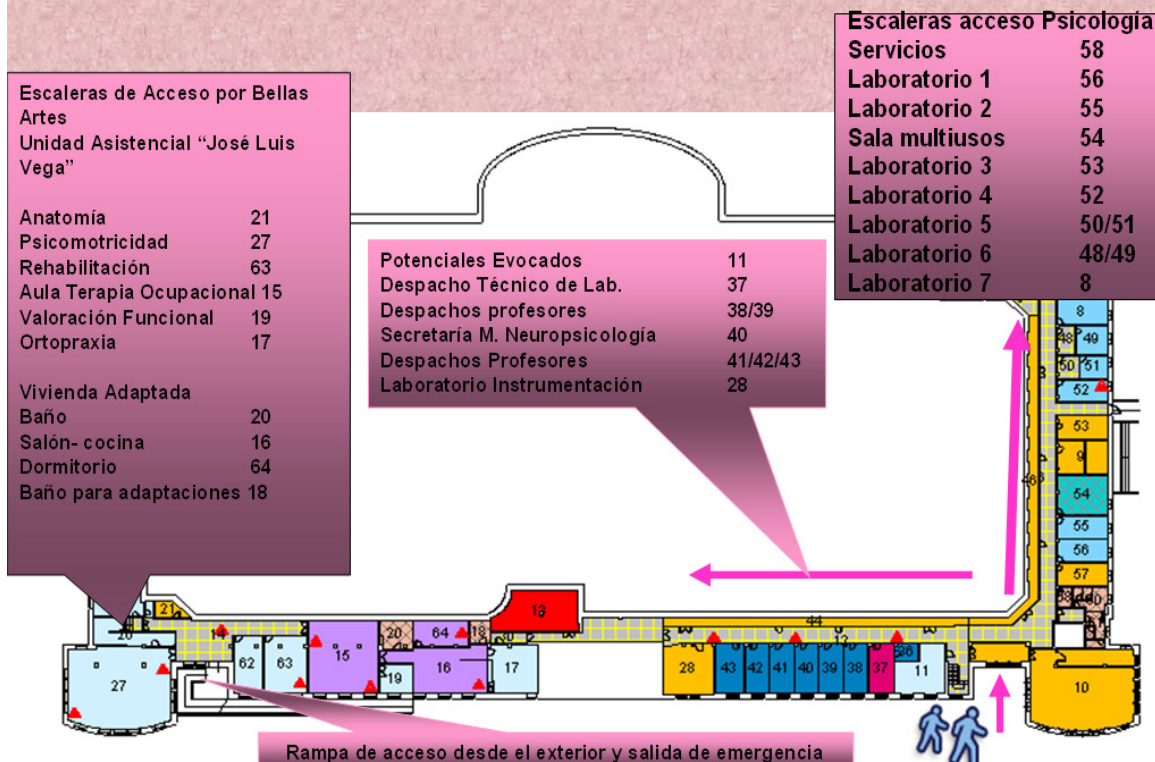 Escaleras acceso Psicología
Servicios 58
Laboratorio 1 56
Laboratorio 2 55
Sala multiusos 54
Laboratorio 3 53
Laboratorio 4 52
Laboratorio 5 50/51
Laboratorio 6 48/49
Laboratorio 7 8
Escaleras de Acceso por Bellas
Artes
Unidad Asistencial “José Luis
Vega”
Anatomía 21
Psicomotricidad 27
Rehabilitación 63
Aula Terapia Ocupacional 15
Valoración Funcional 19
Ortopraxia 17
Vivienda Adaptada
Baño 20
Salón- cocina 16
Dormitorio 64
Baño para adaptaciones 18
Potenciales Evocados 11
Despacho Técnico de Lab. 37
Despachos profesores 38/39
Secretaría M. Neuropsicología 40
Despachos Profesores 41/42/43
Laboratorio Instrumentación 28
8
48 49
50 51
52
53
9
54
55
56
57
21
14
20 64 18
13
44
62 63 15 19 16 17
27
28 43 42 41 40 39 38 37 36 11
10
Rampa de acceso desde el exterior y salida de emergencia